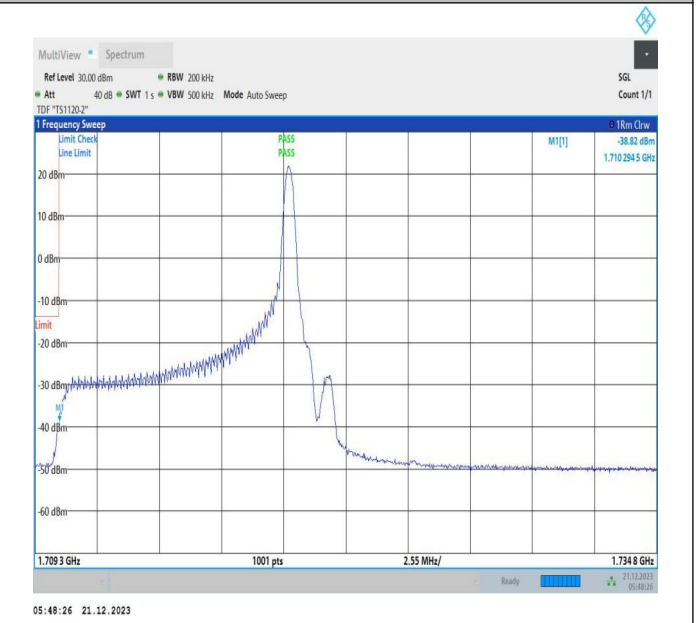 MultiView Spectrum
Ref Level 30.00 dBm RBW 200 kHz SGL
Att 40 dB SWT 1 s VBW 500 kHz Mode Auto Sweep Count 1/1
TDF "TS1120-2"
1 Frequency Sweep 1Rm Clrw
Limit Check PASS M1[1] -38.82 dBm
Line Limit PASS 1.710 294 5 GHz
20 dBm
10 dBm
0 dBm
-10 dBm
Limit
-20 dBm
-30 dBm
M1
-40 dBm
-50 dBm
-60 dBm
1.709 3 GHz 1001 pts 2.55 MHz/ 1.734 8 GHz
Ready 21.12.2023
05:48:26
05:48:26 21.12.2023